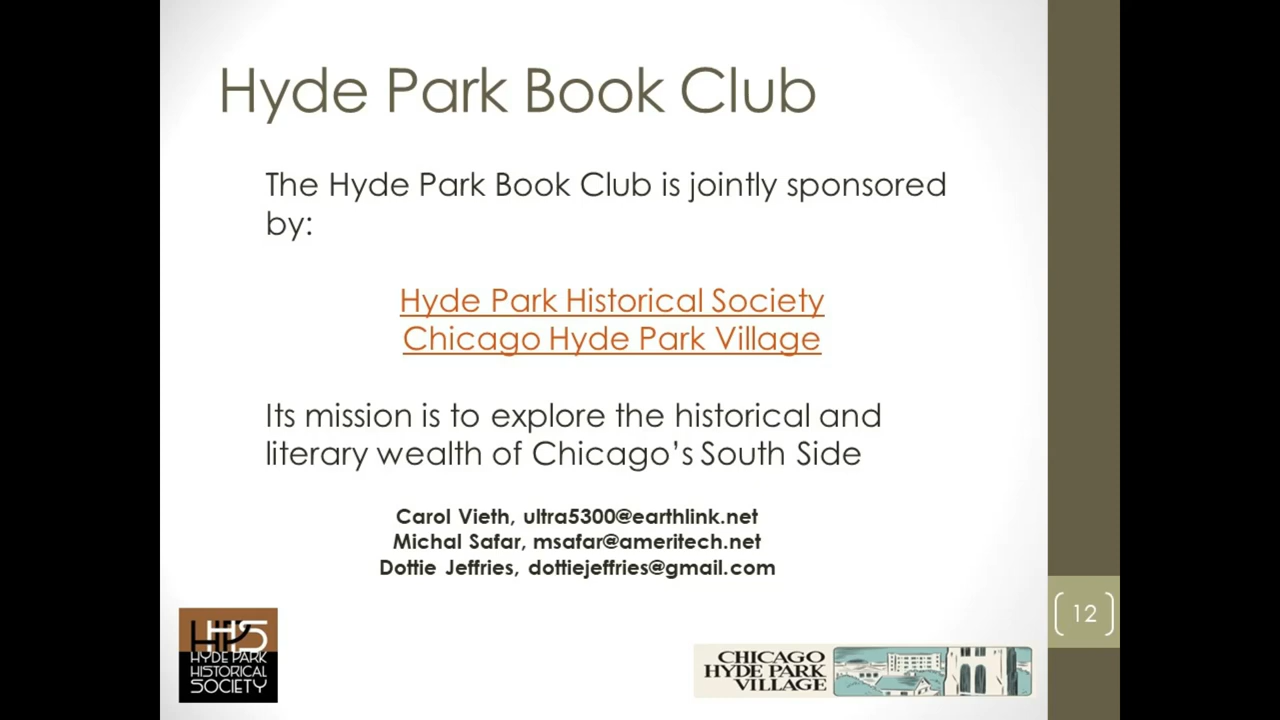 Hyde Park Book Club
The Hyde Park Book Club is jointly sponsored
by:
Hyde Park Historical Society
Chicago Hyde Park Village
Its mission is to explore the historical and
literary wealth of Chicago's South Side
Carol Vieth, ultra5300@earthlink.net
Michal Safar, msafar@ameritech.net
Dottie Jeffries, dottiejeffries@gmail.com
12
HPHS
HYDE PARK
HISTORICAL
SOCIETY
CHICAGO
HYDE PARK
VILLAGE